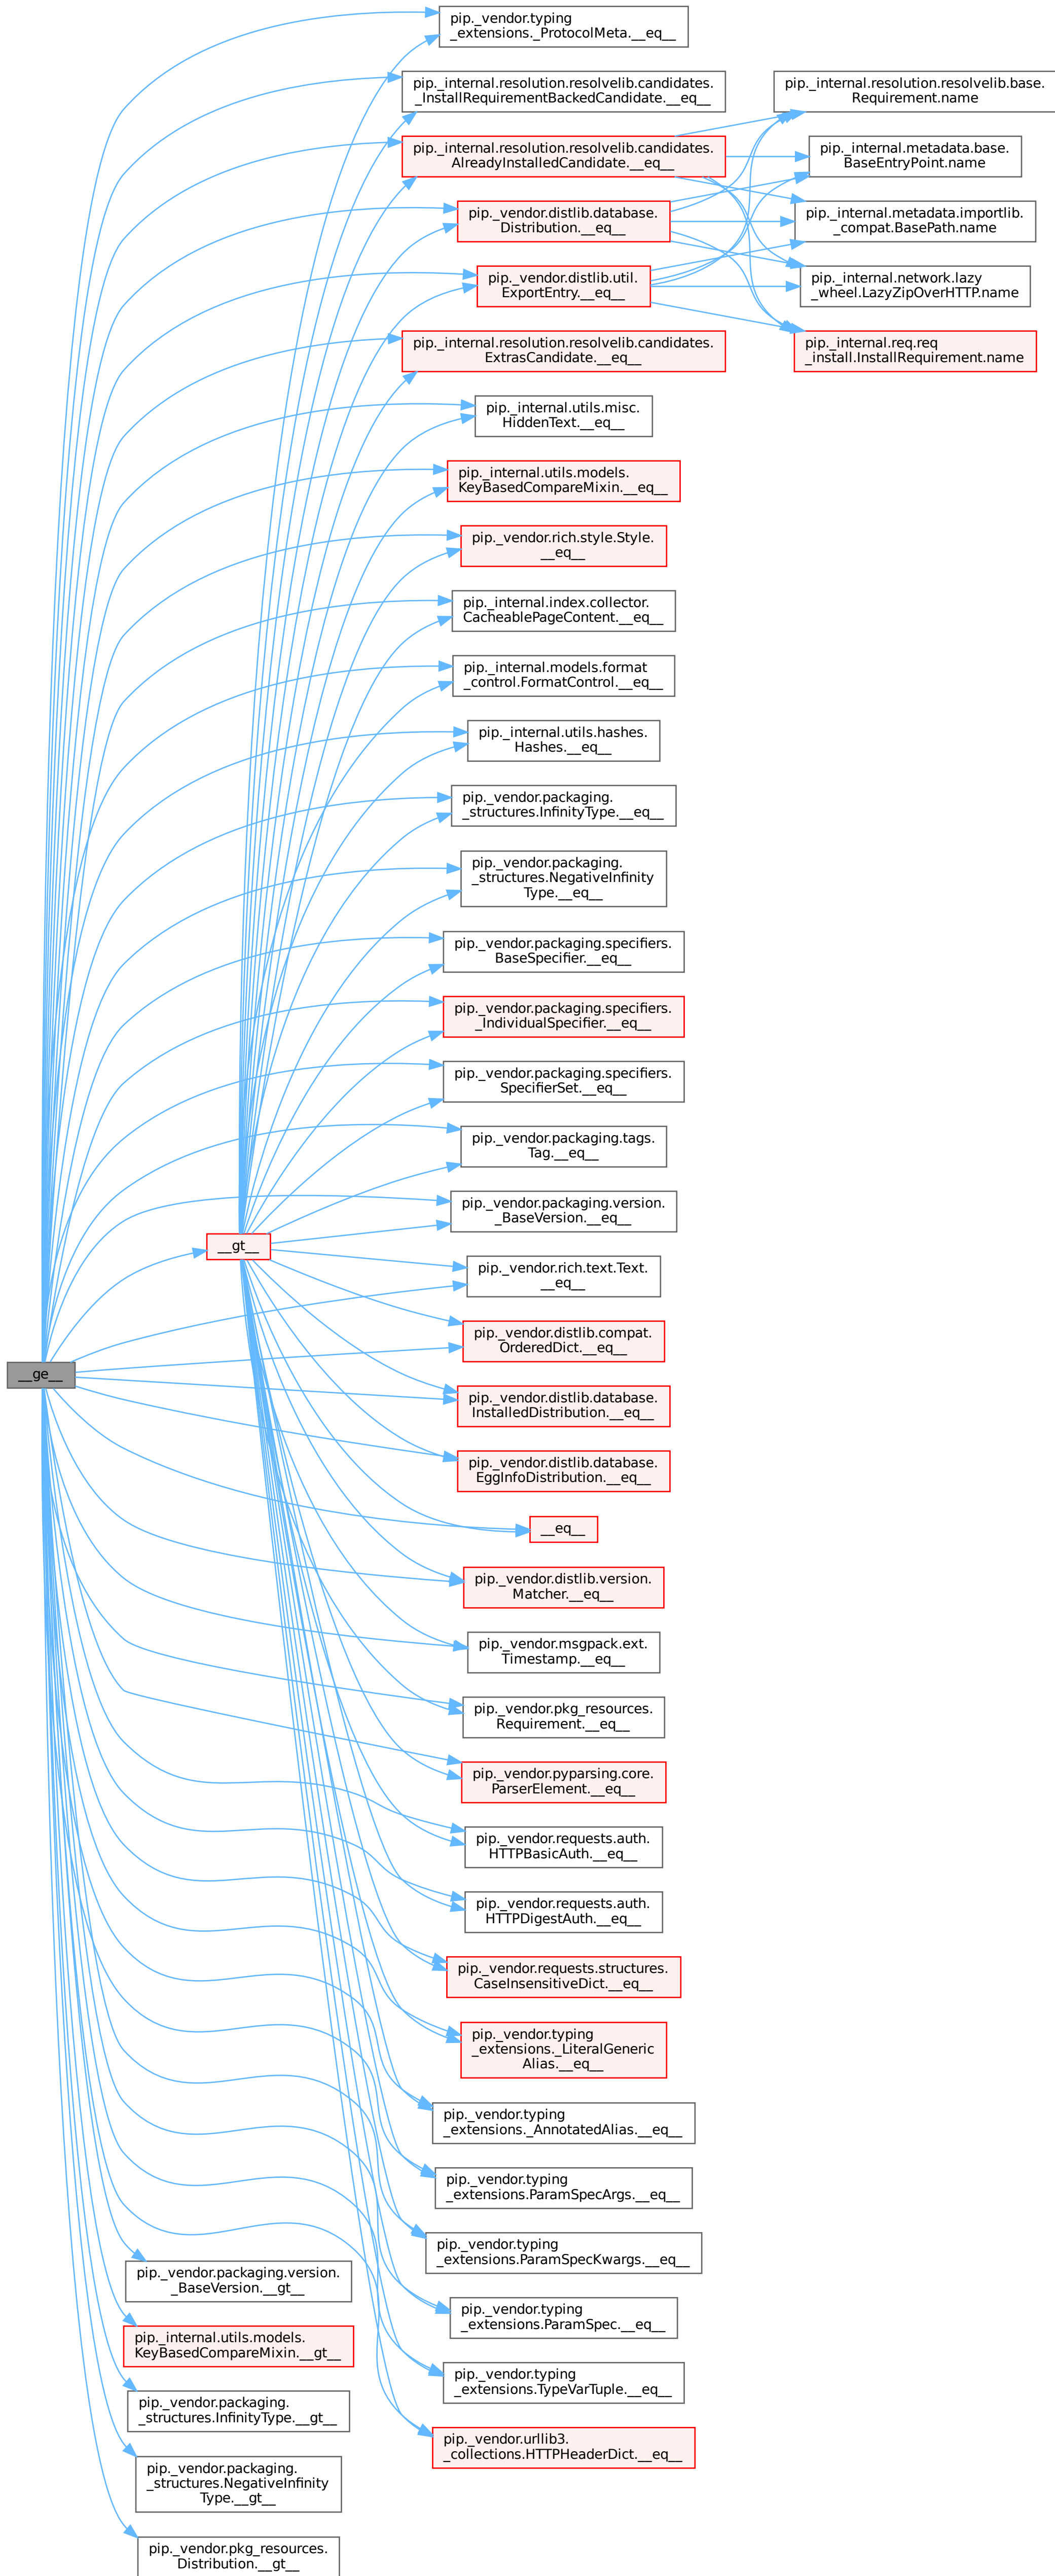 pip._vendor.typing
_extensions._ProtocolMeta.__eq__
pip._internal.resolution.resolvelib.candidates.
_InstallRequirementBackedCandidate.__eq__
pip._internal.resolution.resolvelib.base.
Requirement.name
pip._internal.resolution.resolvelib.candidates.
AlreadyInstalledCandidate.__eq__
pip._internal.metadata.base.
BaseEntryPoint.name
pip._vendor.distlib.database.
Distribution.__eq__
pip._internal.metadata.importlib.
_compat.BasePath.name
pip._vendor.distlib.util.
ExportEntry.__eq__
pip._internal.network.lazy
_wheel.LazyZipOverHTTP.name
pip._internal.resolution.resolvelib.candidates.
ExtrasCandidate.__eq__
pip._internal.req.req
_install.InstallRequirement.name
pip._internal.utils.misc.
HiddenText.__eq__
pip._internal.utils.models.
KeyBasedCompareMixin.__eq__
pip._vendor.rich.style.Style.
__eq__
pip._internal.index.collector.
CacheablePageContent.__eq__
pip._internal.models.format
_control.FormatControl.__eq__
pip._internal.utils.hashes.
Hashes.__eq__
pip._vendor.packaging.
_structures.InfinityType.__eq__
pip._vendor.packaging.
_structures.NegativeInfinity
Type.__eq__
pip._vendor.packaging.specifiers.
BaseSpecifier.__eq__
pip._vendor.packaging.specifiers.
_IndividualSpecifier.__eq__
pip._vendor.packaging.specifiers.
SpecifierSet.__eq__
pip._vendor.packaging.tags.
Tag.__eq__
pip._vendor.packaging.version.
_BaseVersion.__eq__
__gt__
pip._vendor.rich.text.Text.
__eq__
pip._vendor.distlib.compat.
OrderedDict.__eq__
__ge__
pip._vendor.distlib.database.
InstalledDistribution.__eq__
pip._vendor.distlib.database.
EggInfoDistribution.__eq__
__eq__
pip._vendor.distlib.version.
Matcher.__eq__
pip._vendor.msgpack.ext.
Timestamp.__eq__
pip._vendor.pkg_resources.
Requirement.__eq__
pip._vendor.pyparsing.core.
ParserElement.__eq__
pip._vendor.requests.auth.
HTTPBasicAuth.__eq__
pip._vendor.requests.auth.
HTTPDigestAuth.__eq__
pip._vendor.requests.structures.
CaseInsensitiveDict.__eq__
pip._vendor.typing
_extensions._LiteralGeneric
Alias.__eq__
pip._vendor.typing
_extensions._AnnotatedAlias.__eq__
pip._vendor.typing
_extensions.ParamSpecArgs.__eq__
pip._vendor.typing
_extensions.ParamSpecKwargs.__eq__
pip._vendor.packaging.version.
_BaseVersion.__gt__
pip._vendor.typing
_extensions.ParamSpec.__eq__
pip._internal.utils.models.
KeyBasedCompareMixin.__gt__
pip._vendor.typing
_extensions.TypeVarTuple.__eq__
pip._vendor.packaging.
_structures.InfinityType.__gt__
pip._vendor.urllib3.
_collections.HTTPHeaderDict.__eq__
pip._vendor.packaging.
_structures.NegativeInfinity
Type.__gt__
pip._vendor.pkg_resources.
Distribution.__gt__